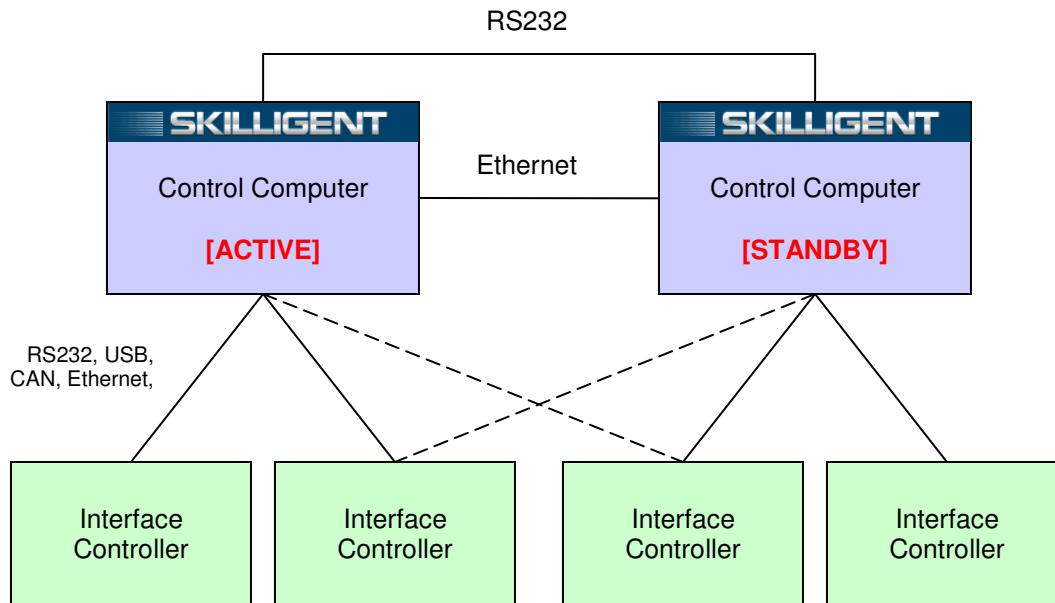 RS232
SKILLIGENT
SKILLIGENT
Ethernet
Control Computer
Control Computer
[ACTIVE]
[STANDBY]
RS232, USB,
CAN, Ethernet,
Interface
Controller
Interface
Controller
Interface
Controller
Interface
Controller